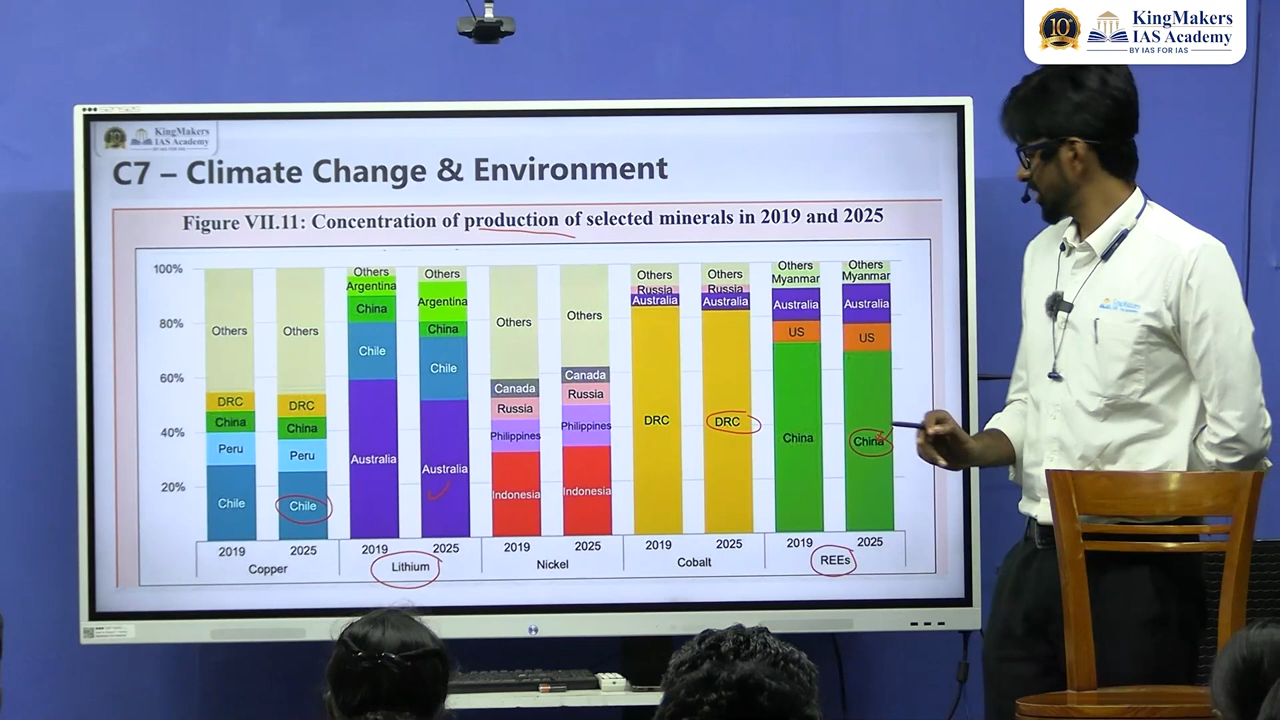 10
KingMakers
IAS Academy
BY IAS FOR IAS
KingMakers
IAS Academy
BY IAS FOR IAS
C7 – Climate Change & Environment
Figure VII.11: Concentration of production of selected minerals in 2019 and 2025
100%
80%
60%
40%
20%
Others
DRC
China
Peru
Chile
Others
DRC
China
Peru
Chile
Others
Argentina
China
Chile
Australia
Others
Argentina
China
Chile
Australia
Others
Canada
Russia
Philippines
Indonesia
Others
Canada
Russia
Philippines
Indonesia
Others
Russia
Australia
DRC
Others
Russia
Australia
DRC
Others
Myanmar
Australia
US
China
Others
Myanmar
Australia
US
China
2019 2025 2019 2025 2019 2025 2019 2025 2019 2025
Copper Lithium Nickel Cobalt REEs